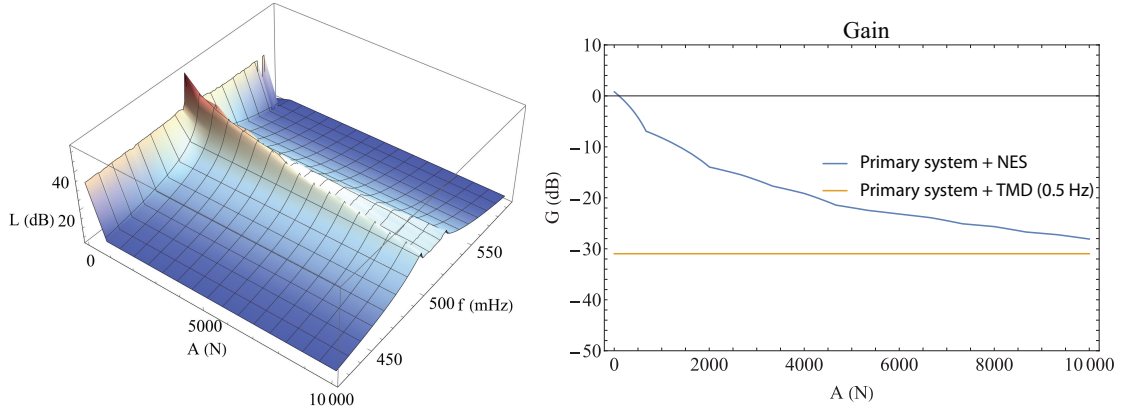 40
L (dB) 20
0
5000
A (N)
10 000
450
500 f (mHz)
550
Gain
10
0
−10
−20
−30
−40
−50
G (dB)
Primary system + NES
Primary system + TMD (0.5 Hz)
0 2000 4000 6000 8000 10 000
A (N)